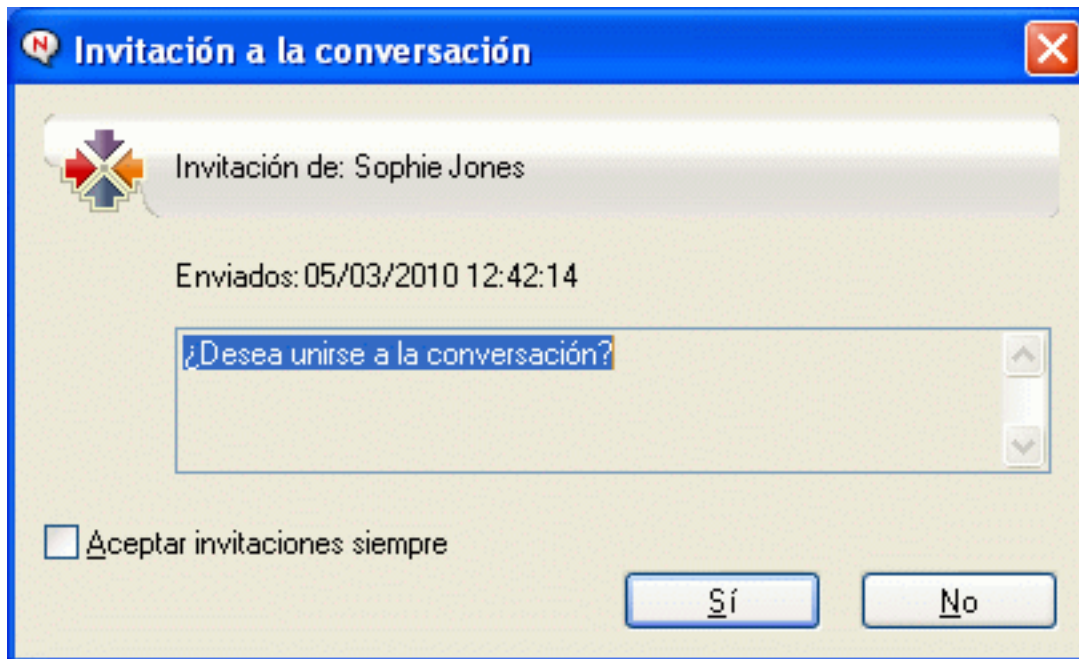 N Invitación a la conversación
Invitación de: Sophie Jones
Enviados: 05/03/2010 12:42:14
¿Desea unirse a la conversación?
Aceptar invitaciones siempre
Sí No